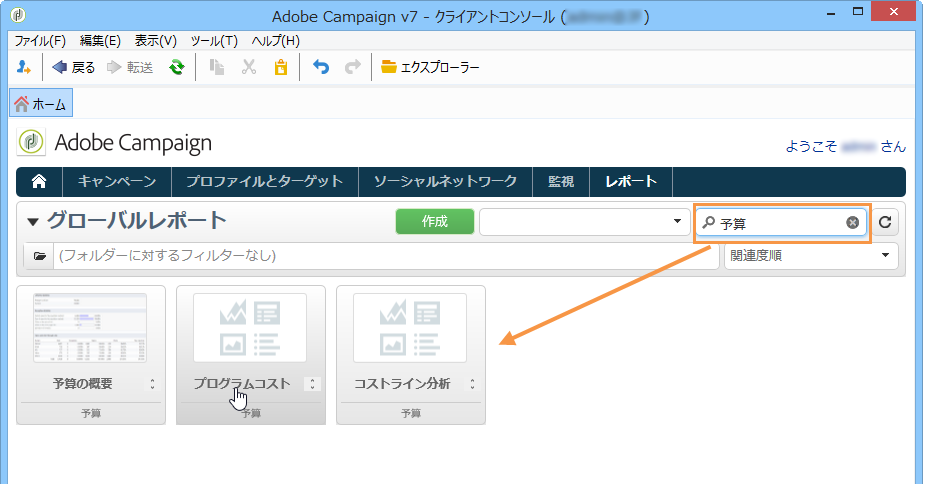 Adobe Campaign v7 - クライアントコンソール ( )
ファイル(F) 編集(E) 表示(V) ツール(T) ヘルプ(H)
戻る 転送 エクスプローラー
ホーム
Adobe Campaign
ようこそ さん
キャンペーン プロファイルとターゲット ソーシャルネットワーク 監視 レポート
グローバルレポート 作成 予算
(フォルダーに対するフィルターなし) 関連度順
予算の概要 プログラムコスト コストライン分析
予算 予算 予算